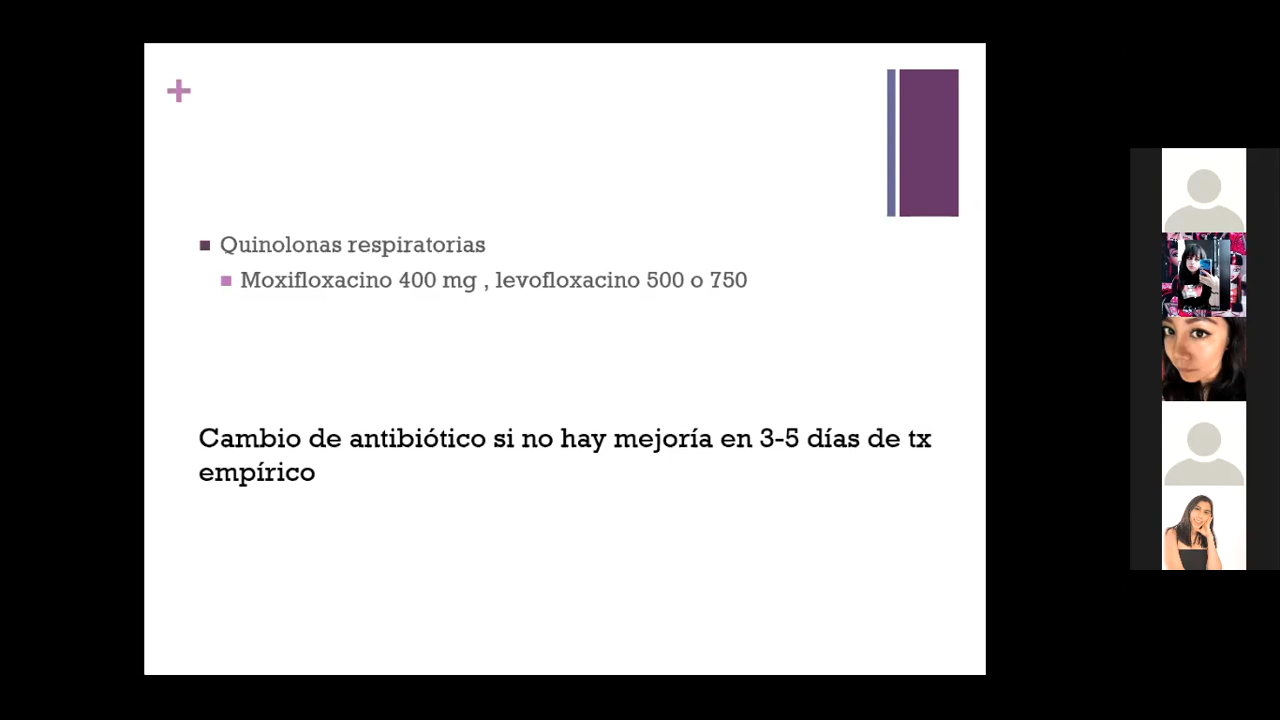 Quinolonas respiratorias
Moxifloxacino 400 mg , levofloxacino 500 o 750
Cambio de antibiótico si no hay mejoría en 3-5 días de tx
empírico